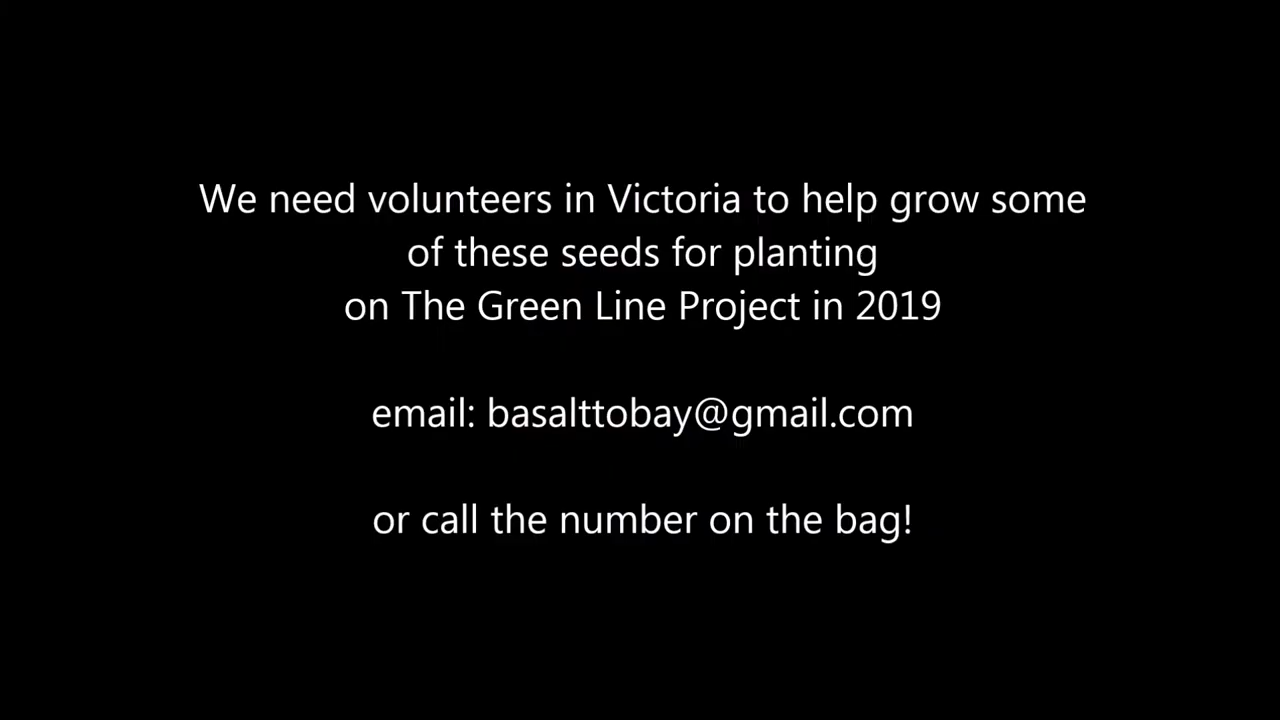 We need volunteers in Victoria to help grow some
of these seeds for planting
on The Green Line Project in 2019
email: basalttobay@gmail.com
or call the number on the bag!